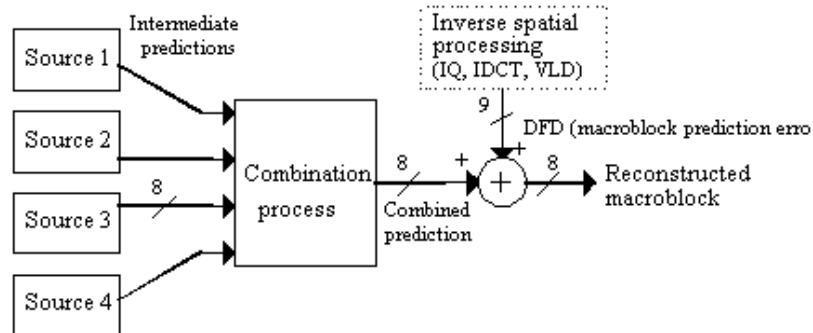 Intermediate
predictions
Source 1
Source 2
8
Source 3
Source 4
Combination
process
8
+
Combined
prediction
Inverse spatial
processing
(IQ, IDCT, VLD)
9
DFD (macroblock prediction erro
+
+
8
Reconstructed
macroblock